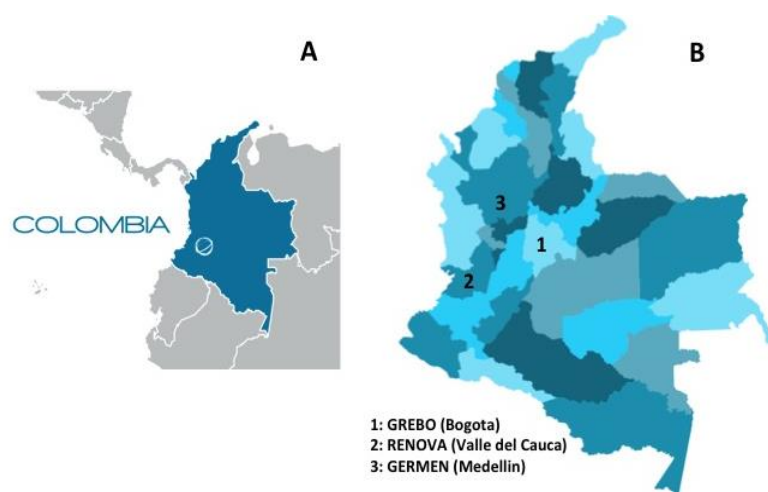 A
COLOMBIA
B
3
1
2
1: GREBO (Bogota)
2: RENOVA (Valle del Cauca)
3: GERMEN (Medellin)